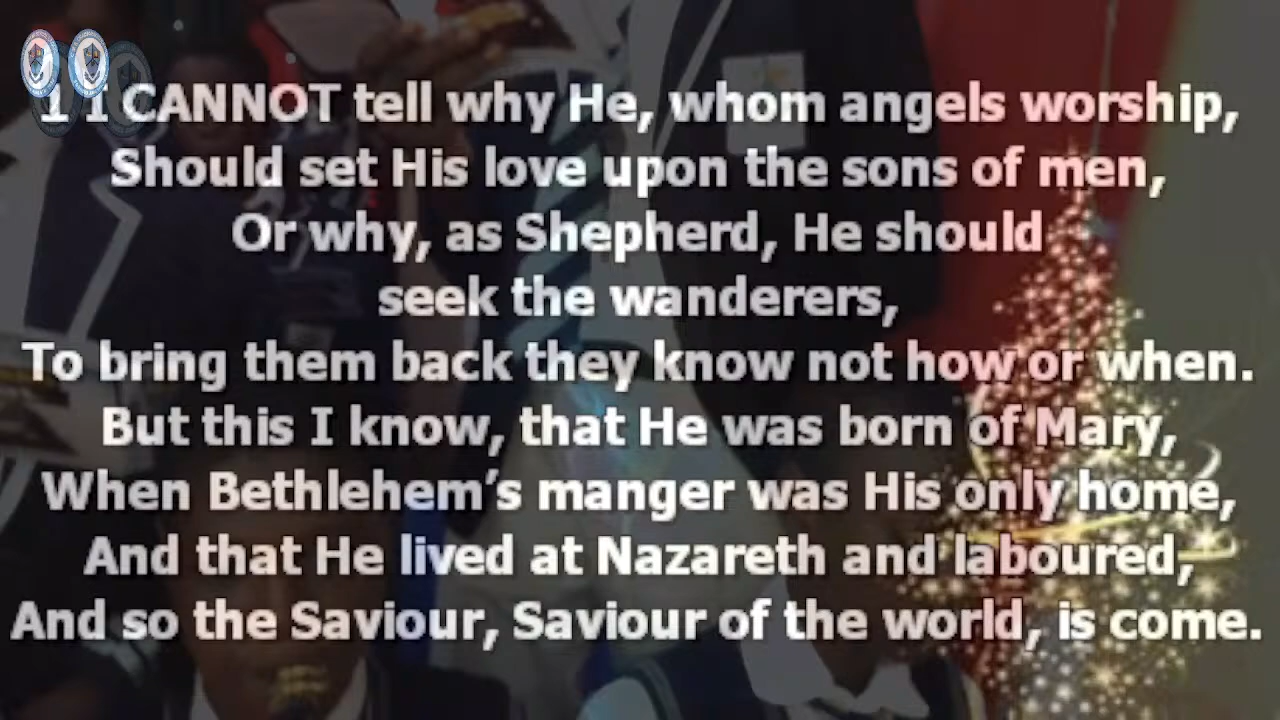 1 I CANNOT tell why He, whom angels worship,
Should set His love upon the sons of men,
Or why, as Shepherd, He should
seek the wanderers,
To bring them back they know not how or when.
But this I know, that He was born of Mary,
When Bethlehem’s manger was His only home,
And that He lived at Nazareth and laboured,
And so the Saviour, Saviour of the world, is come.